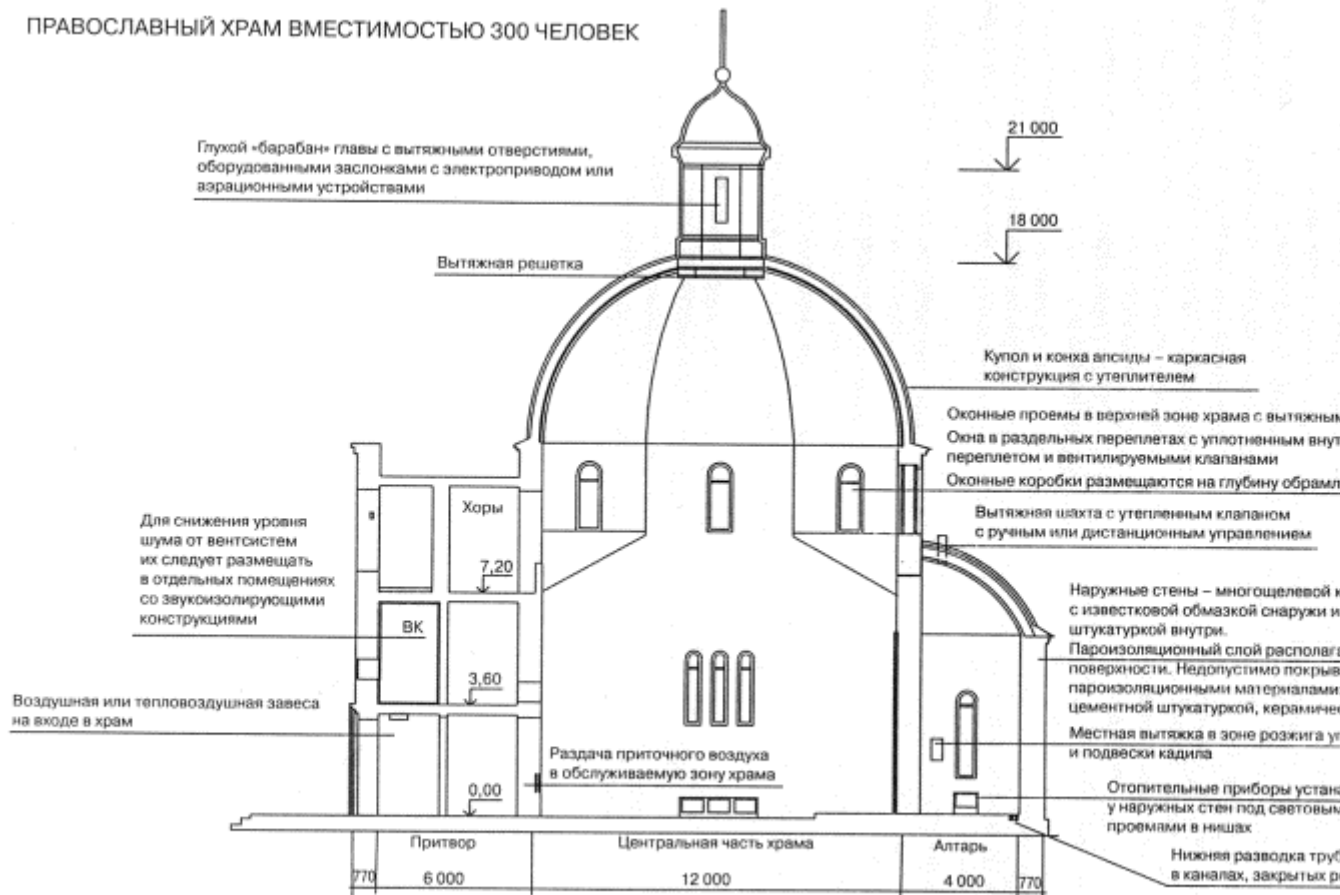 ПРАВОСЛАВНЫЙ ХРАМ ВМЕСТИМОСТЬЮ 300 ЧЕЛОВЕК
Глухой «барабан» главы с вытяжными отверстиями,
оборудованными заслонками с электроприводом или
аэрационными устройствами
21 000
18 000
Вытяжная решетка
Купол и конха апсиды – каркасная
конструкция с утеплителем
Оконные проемы в верхней зоне храма с вытяжным
Окна в раздельных переплетах с уплотненным внут
переплетом и вентилируемыми клапанами
Оконные коробки размещаются на глубину обрамл
Вытяжная шахта с утепленным клапаном
с ручным или дистанционным управлением
Хоры
7,20
Для снижения уровня
шума от вентсистем
их следует размещать
в отдельных помещениях
со звукоизолирующими
конструкциями
ВК
3,60
Наружные стены – многощелевой к
с известковой обмазкой снаружи и
штукатуркой внутри.
Пароизоляционный слой располага
поверхности. Недопустимо покрыв
пароизоляционными материалами
цементной штукатуркой, керамичес
Воздушная или тепловоздушная завеса
на входе в храм
Местная вытяжка в зоне розжига уг
и подвески кадила
Раздача приточного воздуха
в обслуживаемую зону храма
0,00
Отопительные приборы устана
у наружных стен под световым
проемами в нишах
Нижняя разводка труб
в каналах, закрытых р
Притвор
Центральная часть храма
Алтарь
770
6 000
12 000
4 000
770